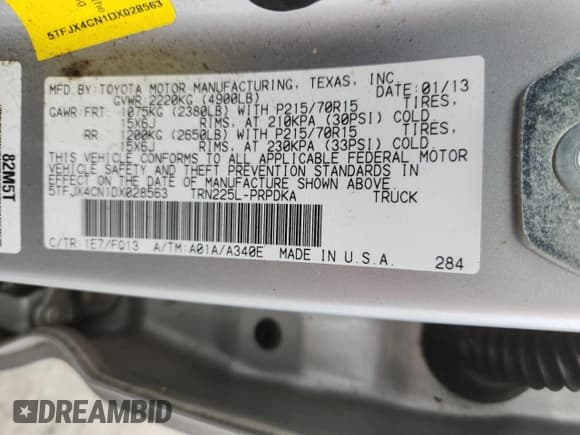 5TFJX4CN1DX028563
MFD.BY: TOYOTA MOTOR MANUFACTURING, TEXAS, INC. DATE: 01/13
GVWR 2220KG (4900LB)
GAWR:FRT 1075KG (2380LB) WITH P215/70R15 TIRES,
15X6J RIMS, AT 210KPA (30PSI) COLD
RR 1200KG (2650LB) WITH P215/70R15 TIRES,
15X6J RIMS, AT 230KPA (33PSI) COLD.
THIS VEHICLE CONFORMS TO ALL APPLICABLE FEDERAL MOTOR
VEHICLE SAFETY AND THEFT PREVENTION STANDARDS IN
EFFECT ON THE DATE OF MANUFACTURE SHOWN ABOVE.
5TFJX4CN1DX028563 TRN225L-PRPDKA TRUCK
C/TR:1E7/FQ13 A/TM:A01A/A340E MADE IN U.S.A.
284
82M5T
DREAMBID